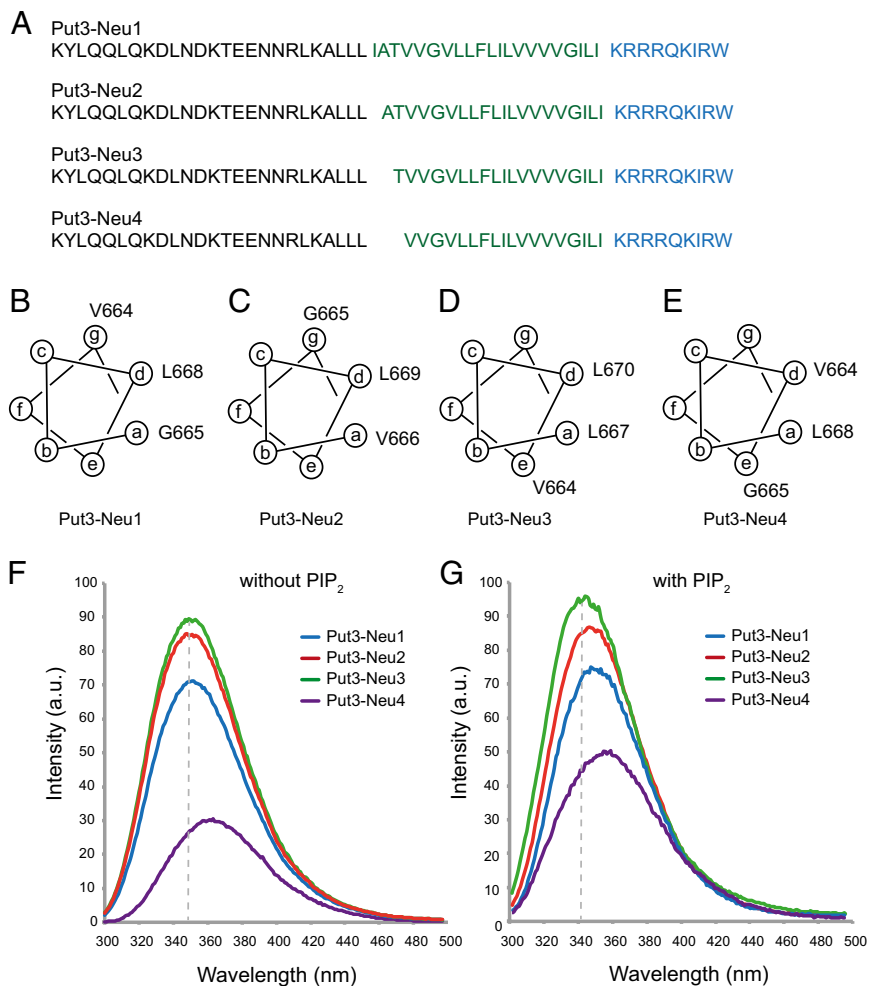 A
Put3-Neu1
KYLQQLQKDLNDKTEENNRLKALLL IATVVGVLLFLILVVVVGILI KRRRQKIRW
Put3-Neu2
KYLQQLQKDLNDKTEENNRLKALLL ATVVGVLLFLILVVVVGILI KRRRQKIRW
Put3-Neu3
KYLQQLQKDLNDKTEENNRLKALLL TVVGVLLFLILVVVVGILI KRRRQKIRW
Put3-Neu4
KYLQQLQKDLNDKTEENNRLKALLL VVGVLLFLILVVVVGILI KRRRQKIRW
B C D E
V664
g
c
d L668
f
a G665
b
e
Put3-Neu1
G665
g
c
d L669
f
a V666
b
e
Put3-Neu2
g
c
d L670
f
a L667
b
e
V664
Put3-Neu3
g
c
d V664
f
a L668
b
e
G665
Put3-Neu4
F
without PIP2
Intensity (a.u.)
100
90
80
70
60
50
40
30
20
10
0
300 320 340 360 380 400 420 440 460 480 500
Wavelength (nm)
Put3-Neu1
Put3-Neu2
Put3-Neu3
Put3-Neu4
G
with PIP2
Intensity (a.u.)
100
90
80
70
60
50
40
30
20
10
0
300 320 340 360 380 400 420 440 460 480 500
Wavelength (nm)
Put3-Neu1
Put3-Neu2
Put3-Neu3
Put3-Neu4